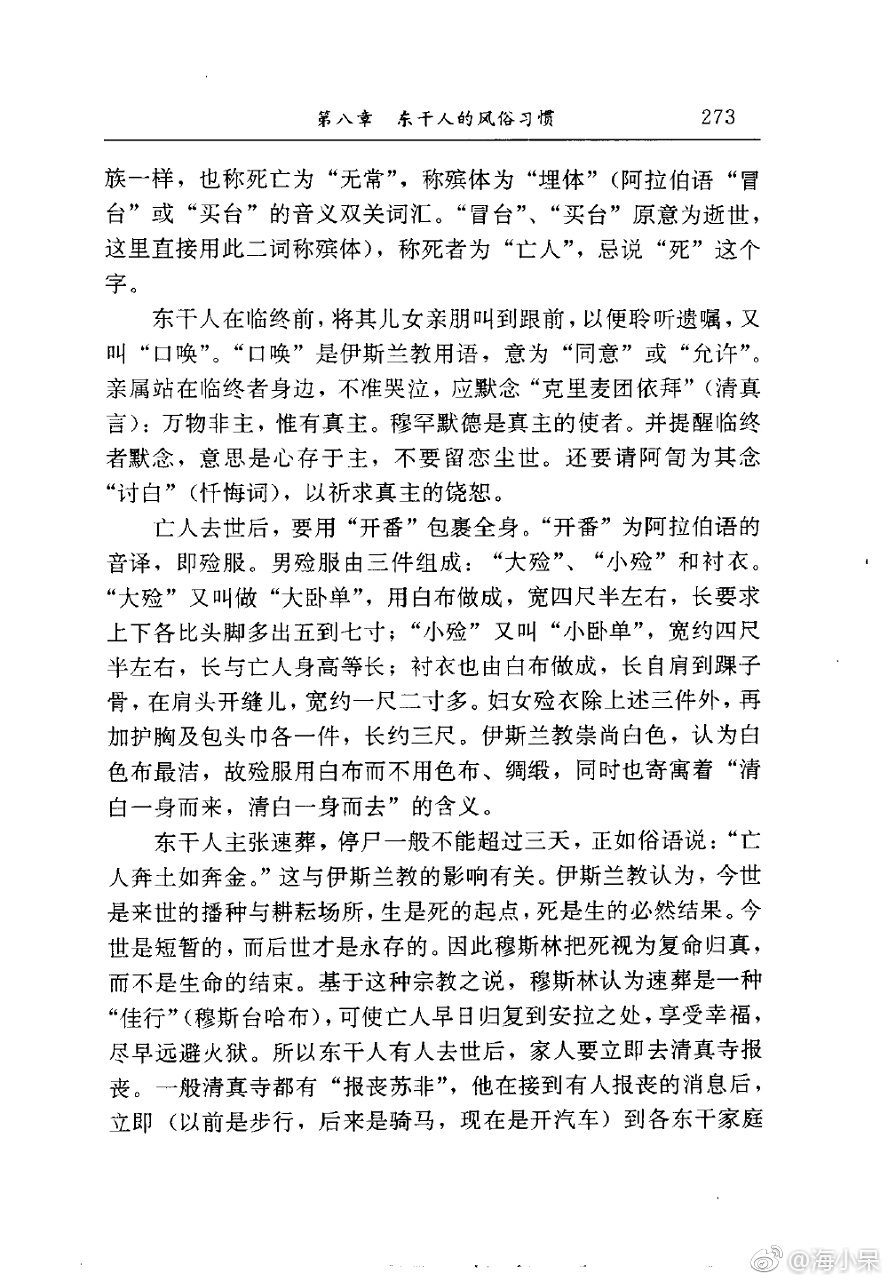 第八章 东干人的风俗习惯 273
族一样，也称死亡为“无常”，称殡体为“埋体”（阿拉伯语“冒
台”或“买台”的音义双关词汇。“冒台”、“买台”原意为逝世，
这里直接用此二词称殡体），称死者为“亡人”，忌说“死”这个
字。
东干人在临终前，将其儿女亲朋叫到跟前，以便聆听遗嘱，又
叫“口唤”。“口唤”是伊斯兰教用语，意为“同意”或“允许”。
亲属站在临终者身边，不准哭泣，应默念“克里麦团依拜”（清真
言）：万物非主，惟有真主。穆罕默德是真主的使者。并提醒临终
者默念，意思是心存于主，不要留恋尘世。还要请阿訇为其念
“讨白”（忏悔词），以祈求真主的饶恕。
亡人去世后，要用“开番”包裹全身。“开番”为阿拉伯语的
音译，即殓服。男殓服由三件组成：“大殓”、“小殓”和衬衣。
“大殓”又叫做“大卧单”，用白布做成，宽四尺半左右，长要求
上下各比头脚多出五到七寸；“小殓”又叫“小卧单”，宽约四尺
半左右，长与亡人身高等长；衬衣也由白布做成，长自肩到踝子
骨，在肩头开缝儿，宽约一尺二寸多。妇女殓衣除上述三件外，再
加护胸及包头巾各一件，长约三尺。伊斯兰教崇尚白色，认为白
色布最洁，故殓服用白布而不用色布、绸缎，同时也寄寓着“清
白一身而来，清白一身而去”的含义。
东干人主张速葬，停尸一般不能超过三天，正如俗语说：“亡
人奔土如奔金。”这与伊斯兰教的影响有关。伊斯兰教认为，今世
是来世的播种与耕耘场所，生是死的起点，死是生的必然结果。今
世是短暂的，而后世才是永存的。因此穆斯林把死视为复命归真，
而不是生命的结束。基于这种宗教之说，穆斯林认为速葬是一种
“佳行”（穆斯台哈布），可使亡人早日归复到安拉之处，享受幸福，
尽早远避火狱。所以东干人有人去世后，家人要立即去清真寺报
丧。一般清真寺都有“报丧苏非”，他在接到有人报丧的消息后，
立即（以前是步行，后来是骑马，现在是开汽车）到各东干家庭
@海小呆